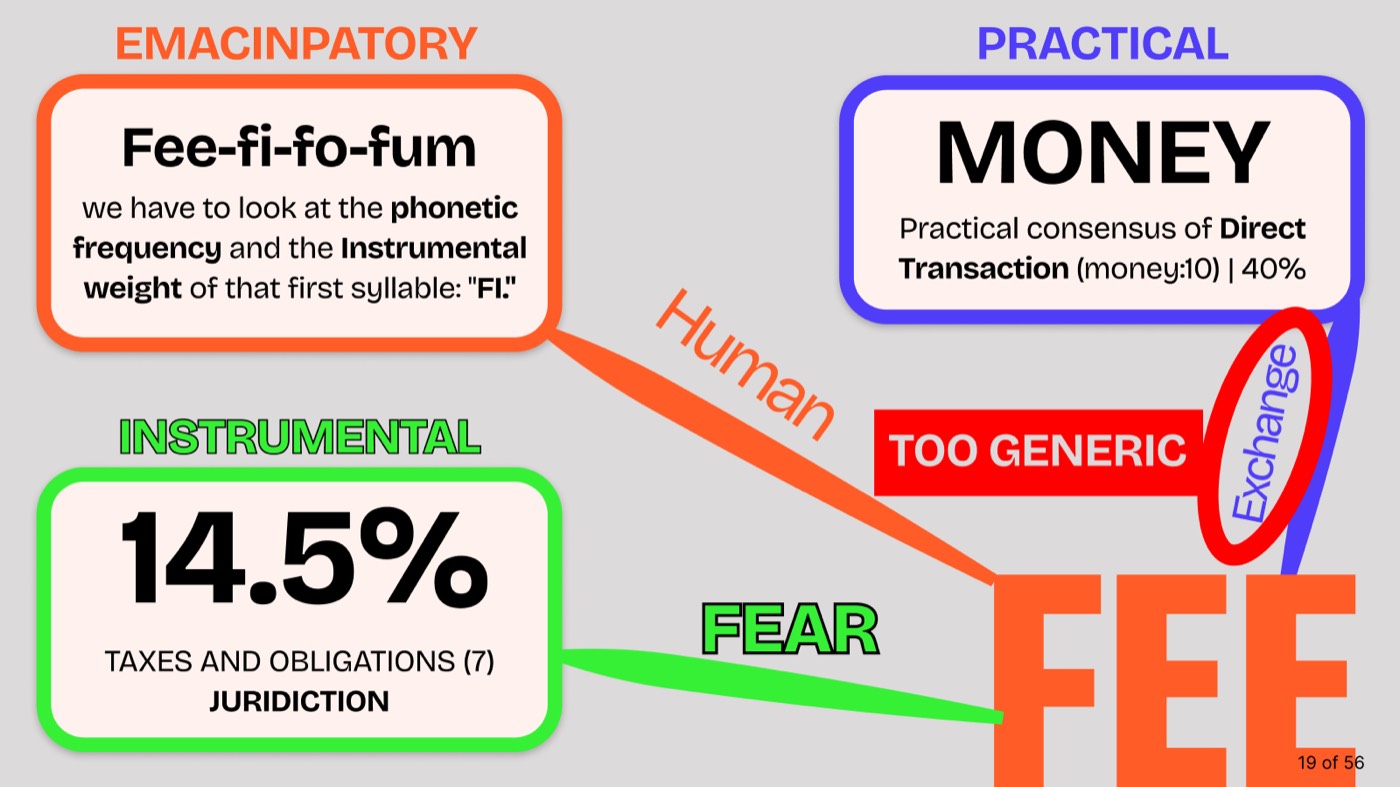 EMACINPATORY
Fee-fi-fo-fum
we have to look at the phonetic
frequency and the Instrumental
weight of that first syllable: "FI."
PRACTICAL
MONEY
Practical consensus of Direct
Transaction (money:10) | 40%
Human
TOO GENERIC
Exchange
INSTRUMENTAL
14.5%
TAXES AND OBLIGATIONS (7)
JURIDICTION
FEAR
FEE
19 of 56